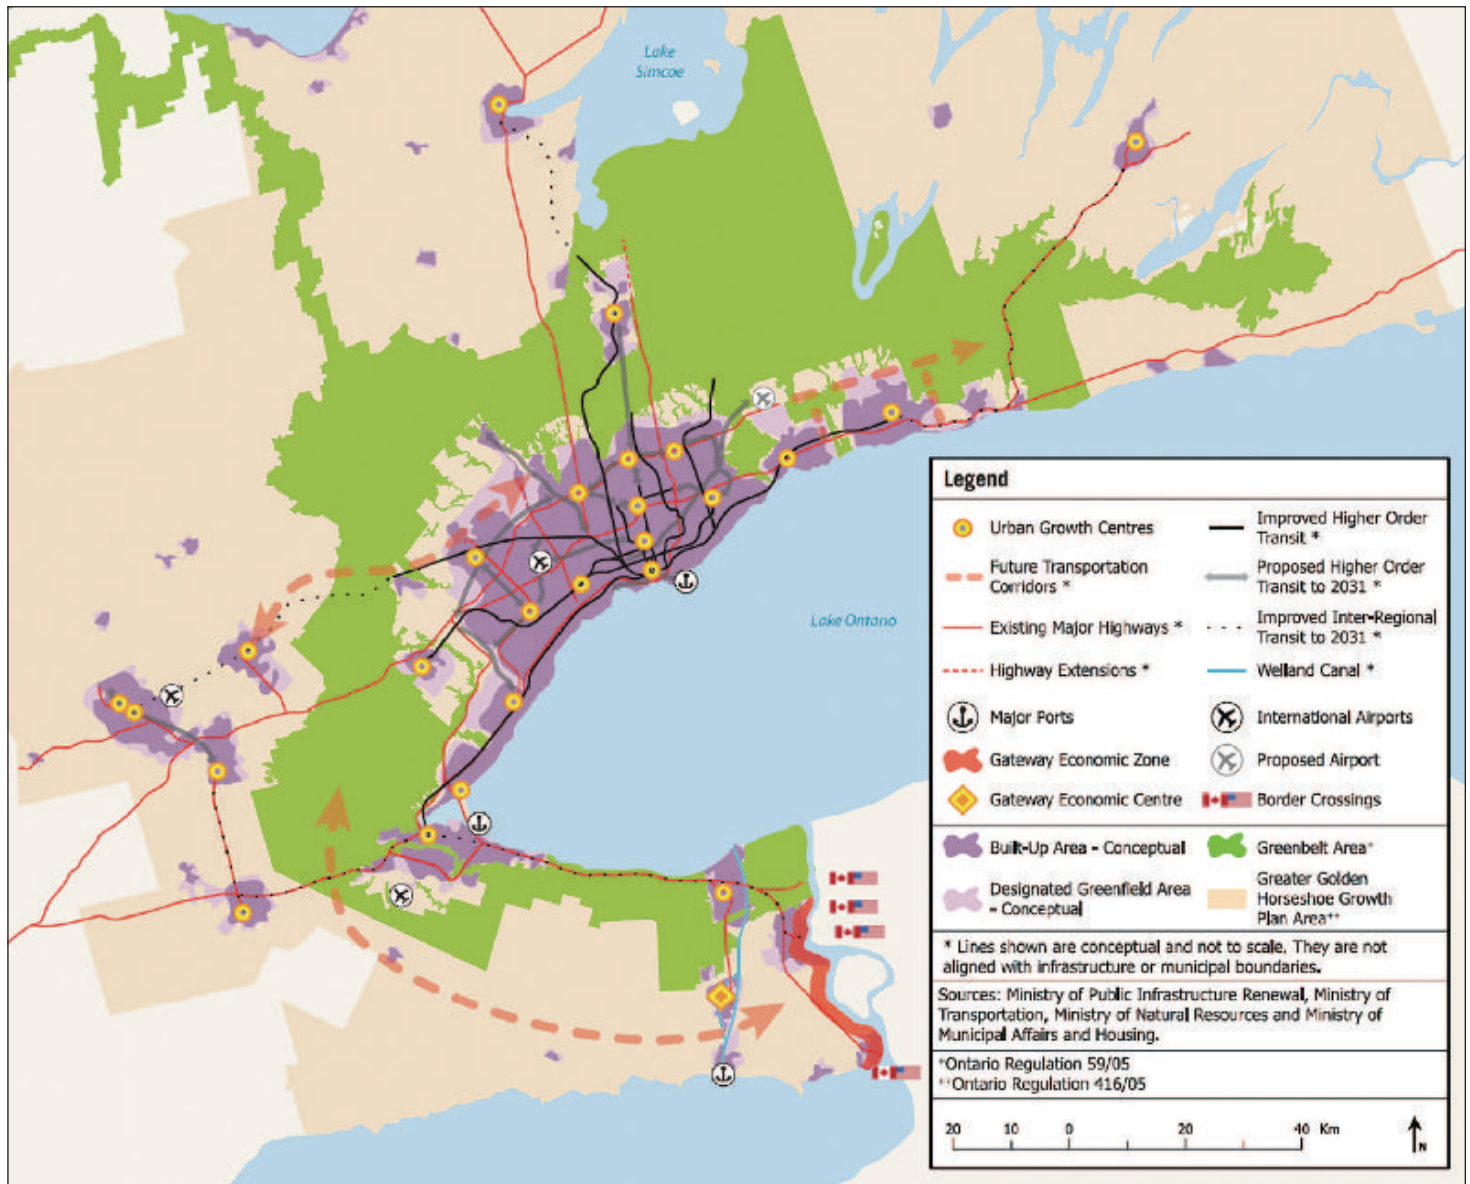 Lake
Simcoe
Lake Ontario
Legend
Urban Growth Centres
Future Transportation
Corridors *
Existing Major Highways *
Highway Extensions *
Major Ports
Gateway Economic Zone
Gateway Economic Centre
Improved Higher Order
Transit *
Proposed Higher Order
Transit to 2031 *
Improved Inter-Regional
Transit to 2031 *
Welland Canal *
International Airports
Proposed Airport
Border Crossings
Built-Up Area - Conceptual
Designated Greenfield Area
- Conceptual
Greenbelt Area+
Greater Golden
Horseshoe Growth
Plan Area++
* Lines shown are conceptual and not to scale. They are not
aligned with infrastructure or municipal boundaries.
Sources: Ministry of Public Infrastructure Renewal, Ministry of
Transportation, Ministry of Natural Resources and Ministry of
Municipal Affairs and Housing.
+Ontario Regulation 59/05
++Ontario Regulation 416/05
20 10 0 20 40 Km
N